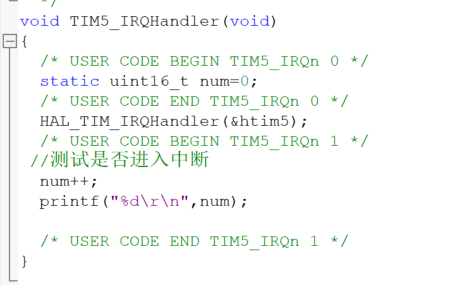 */
void TIM5_IRQHandler(void)
{
/* USER CODE BEGIN TIM5_IRQn 0 */
static uint16_t num=0;
/* USER CODE END TIM5_IRQn 0 */
HAL_TIM_IRQHandler(&htim5);
/* USER CODE BEGIN TIM5_IRQn 1 */
//测试是否进入中断
num++;
printf("%d\r\n",num);
/* USER CODE END TIM5_IRQn 1 */
}